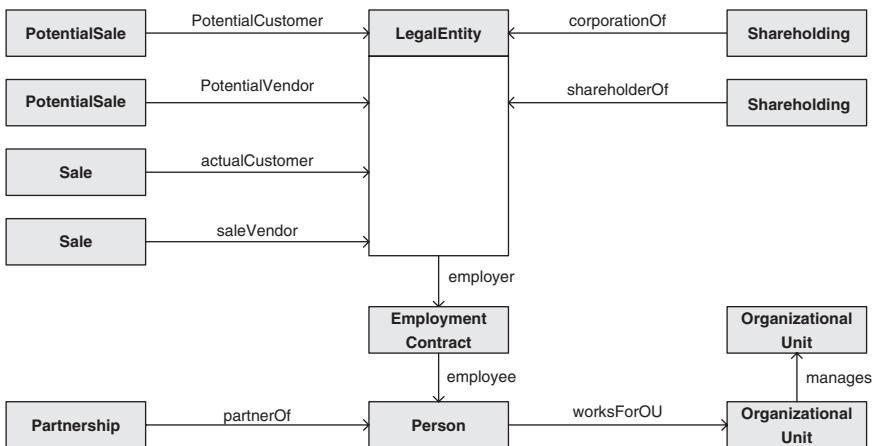 PotentialSale
PotentialCustomer
LegalEntity
corporationOf
Shareholding
PotentialSale
PotentialVendor
shareholderOf
Shareholding
Sale
actualCustomer
Sale
saleVendor
employer
Employment
Contract
Organizational
Unit
employee
manages
Partnership
partnerOf
Person
worksForOU
Organizational
Unit